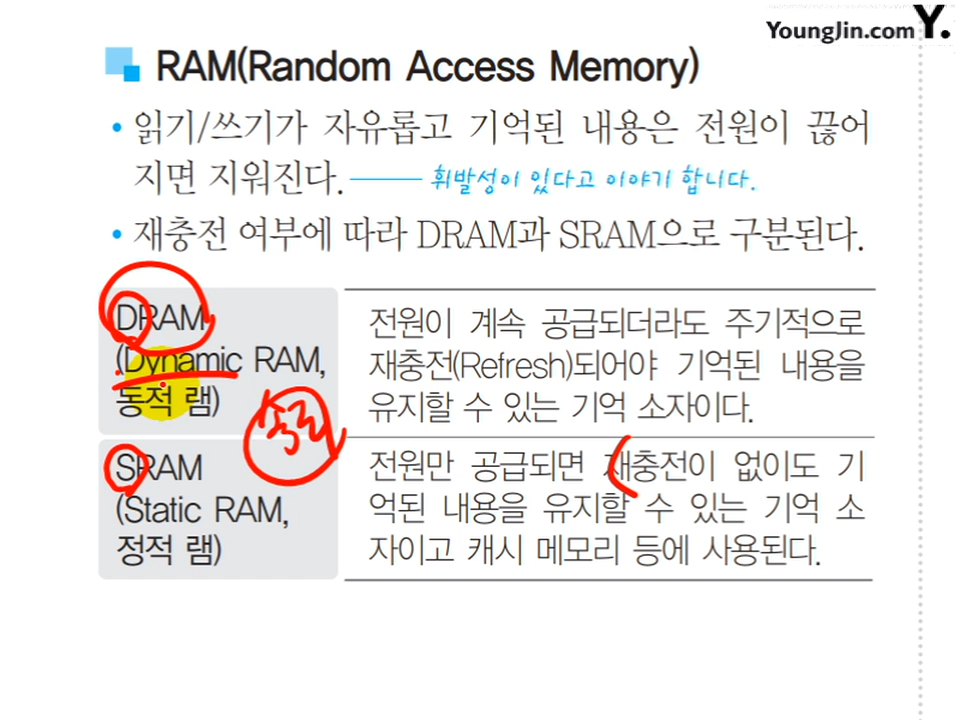 YoungJin.com Y.
RAM(Random Access Memory)
• 읽기/쓰기가 자유롭고 기억된 내용은 전원이 끊어
지면 지워진다. 휘발성이 있다고 이야기 합니다.
• 재충전 여부에 따라 DRAM과 SRAM으로 구분된다.
DRAM
(Dynamic RAM,
동적 램)
전원이 계속 공급되더라도 주기적으로
재충전(Refresh)되어야 기억된 내용을
유지할 수 있는 기억 소자이다.
SRAM
(Static RAM,
정적 램)
전원만 공급되면 재충전이 없이도 기
억된 내용을 유지할 수 있는 기억 소
자이고 캐시 메모리 등에 사용된다.